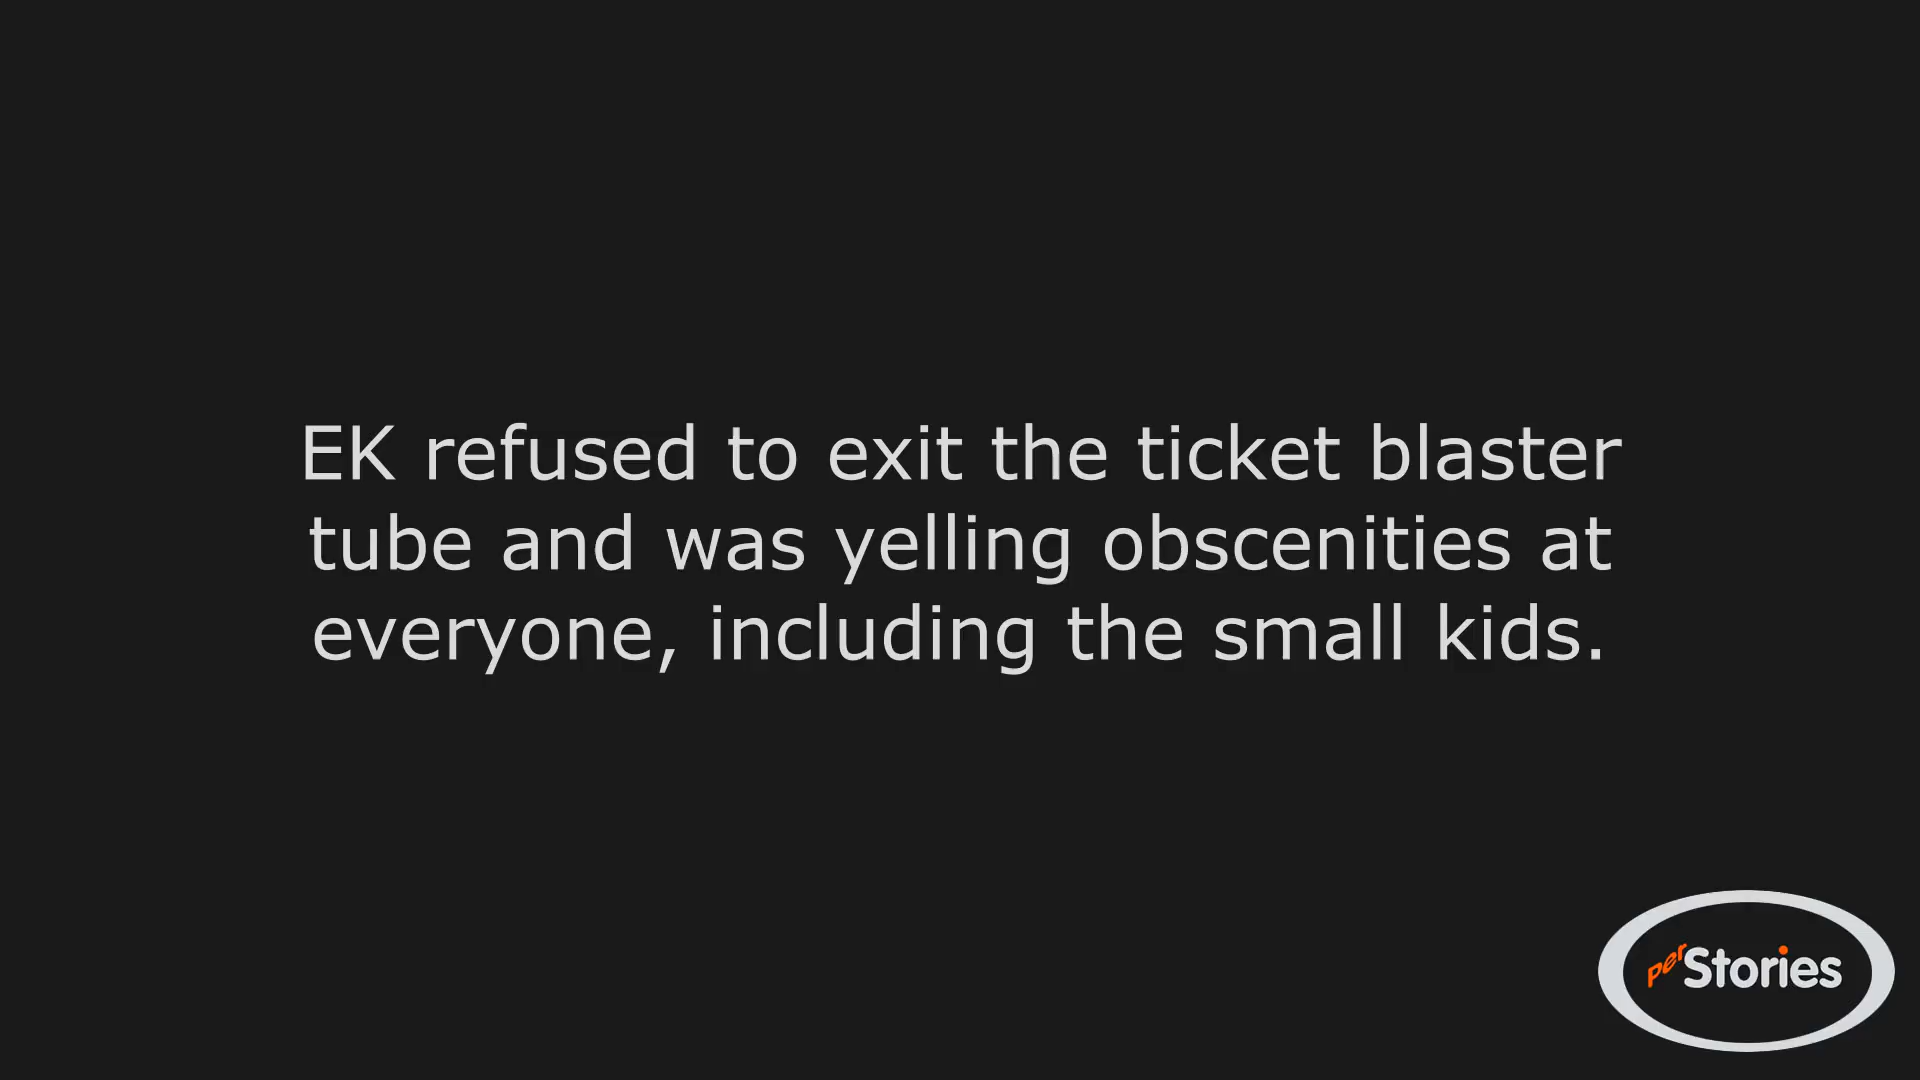 EK refused to exit the ticket blaster
tube and was yelling obscenities at
everyone, including the small kids.
perStories